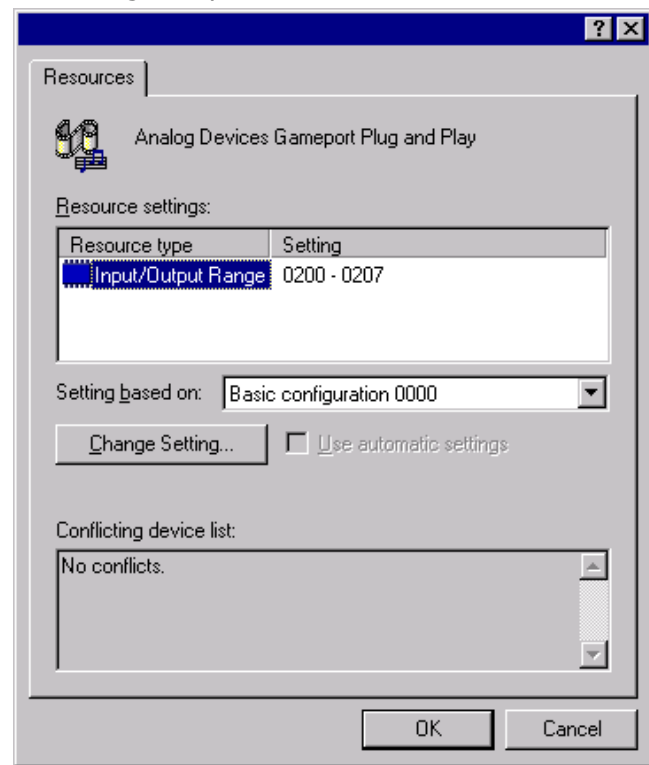 Resources
Analog Devices Gameport Plug and Play
Resource settings:
Resource type Setting
Input/Output Range 0200 - 0207
Setting based on: Basic configuration 0000
Change Setting... Use automatic settings
Conflicting device list:
No conflicts.
OK Cancel